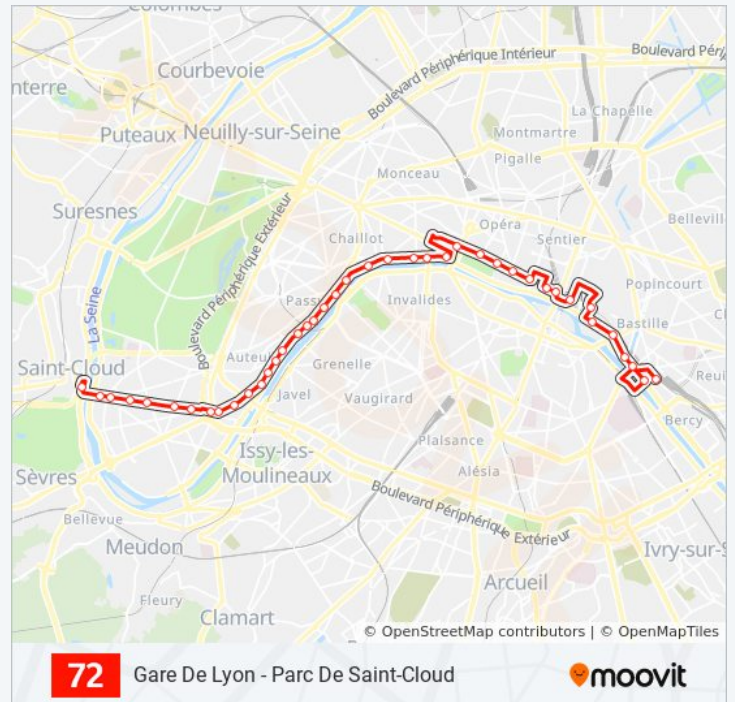 Colombes
Boulevard Périphérique Intérieur
Boulevard Péri
Courbevoie
nterre
La Chapelle
Puteaux
Neuilly-sur-Seine
Montmartre
Pigalle
Monceau
Suresnes
Belleville
Opéra
Chaillot
Sentier
Boulevard Périphérique Extérieur
La Seine
Popincourt
Passy
Invalides
Bastille
Auteuil
Saint-Cloud
Grenelle
Reui
Javel
Vaugirard
Bercy
Plaisance
Issy-les-
Moulineaux
Sèvres
Alésia
Boulevard Périphérique Extérieur
Bellevue
Meudon
Ivry-sur-S
Arcueil
Fleury
Clamart
© OpenStreetMap contributors | © OpenMapTiles
72 Gare De Lyon - Parc De Saint-Cloud
moovit